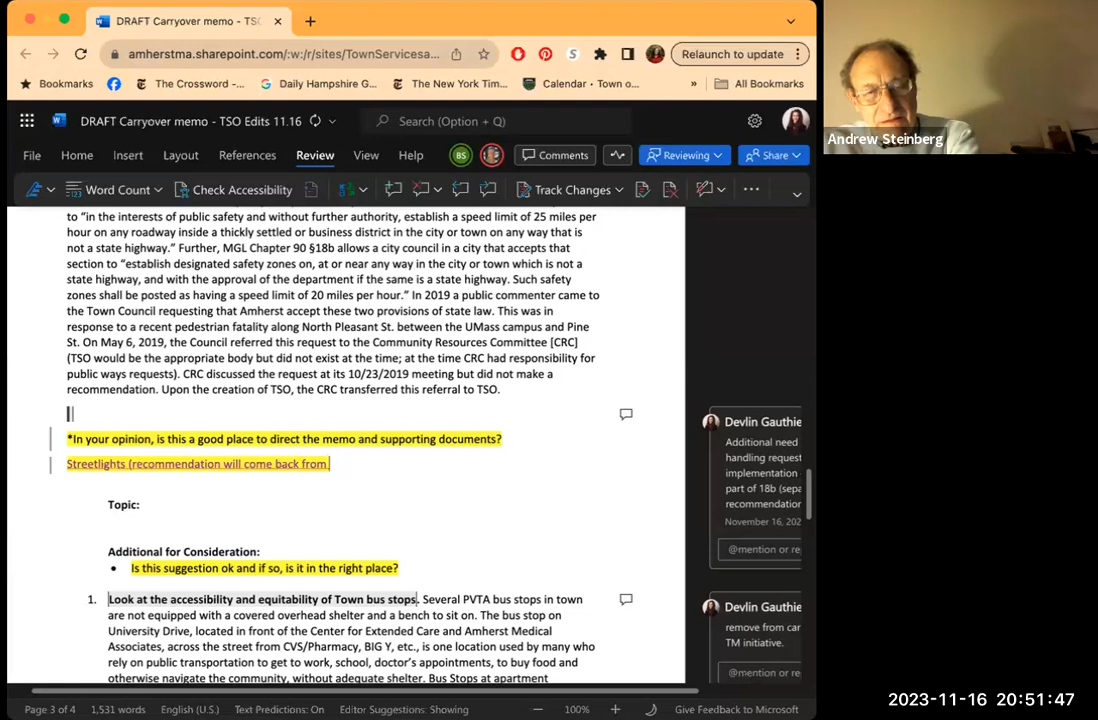 DRAFT Carryover memo - TSO
amherstma.sharepoint.com/:w:/r/sites/TownServicesa...
S
Relaunch to update
Bookmarks
The Crossword -...
Daily Hampshire G...
The New York Tim...
Calendar • Town o...
»
All Bookmarks
DRAFT Carryover memo - TSO Edits 11.16
Search (Option + Q)
Andrew Steinberg
File
Home
Insert
Layout
References
Review
View
Help
BS
Comments
Reviewing
Share
Word Count
Check Accessibility
Track Changes
to "in the interests of public safety and without further authority, establish a speed limit of 25 miles per
hour on any roadway inside a thickly settled or business district in the city or town on any way that is
not a state highway." Further, MGL Chapter 90 §18b allows a city council in a city that accepts that
section to "establish designated safety zones on, at or near any way in the city or town which is not a
state highway, and with the approval of the department if the same is a state highway. Such safety
zones shall be posted as having a speed limit of 20 miles per hour." In 2019 a public commenter came to
the Town Council requesting that Amherst accept these two provisions of state law. This was in
response to a recent pedestrian fatality along North Pleasant St. between the UMass campus and Pine
St. On May 6, 2019, the Council referred this request to the Community Resources Committee [CRC]
(TSO would be the appropriate body but did not exist at the time; at the time CRC had responsibility for
public ways requests). CRC discussed the request at its 10/23/2019 meeting but did not make a
recommendation. Upon the creation of TSO, the CRC transferred this referral to TSO.
*In your opinion, is this a good place to direct the memo and supporting documents?
Streetlights (recommendation will come back from
Topic:
Additional for Consideration:
• Is this suggestion ok and if so, is it in the right place?
1. Look at the accessibility and equitability of Town bus stops. Several PVTA bus stops in town
are not equipped with a covered overhead shelter and a bench to sit on. The bus stop on
University Drive, located in front of the Center for Extended Care and Amherst Medical
Associates, across the street from CVS/Pharmacy, BIG Y, etc., is one location used by many who
rely on public transportation to get to work, school, doctor's appointments, to buy food and
otherwise navigate the community, without adequate shelter. Bus Stops at apartment
Devlin Gauthie
Additional need
handling request
implementation
part of 18b (sepa
recommendation
November 16, 202
@mention or re
Devlin Gauthie
remove from car
TM initiative.
@mention or re
Page 3 of 4
1,531 words
English (U.S.)
Text Predictions: On
Editor Suggestions: Showing
100%
Give Feedback to Microsoft
2023-11-16 20:51:47